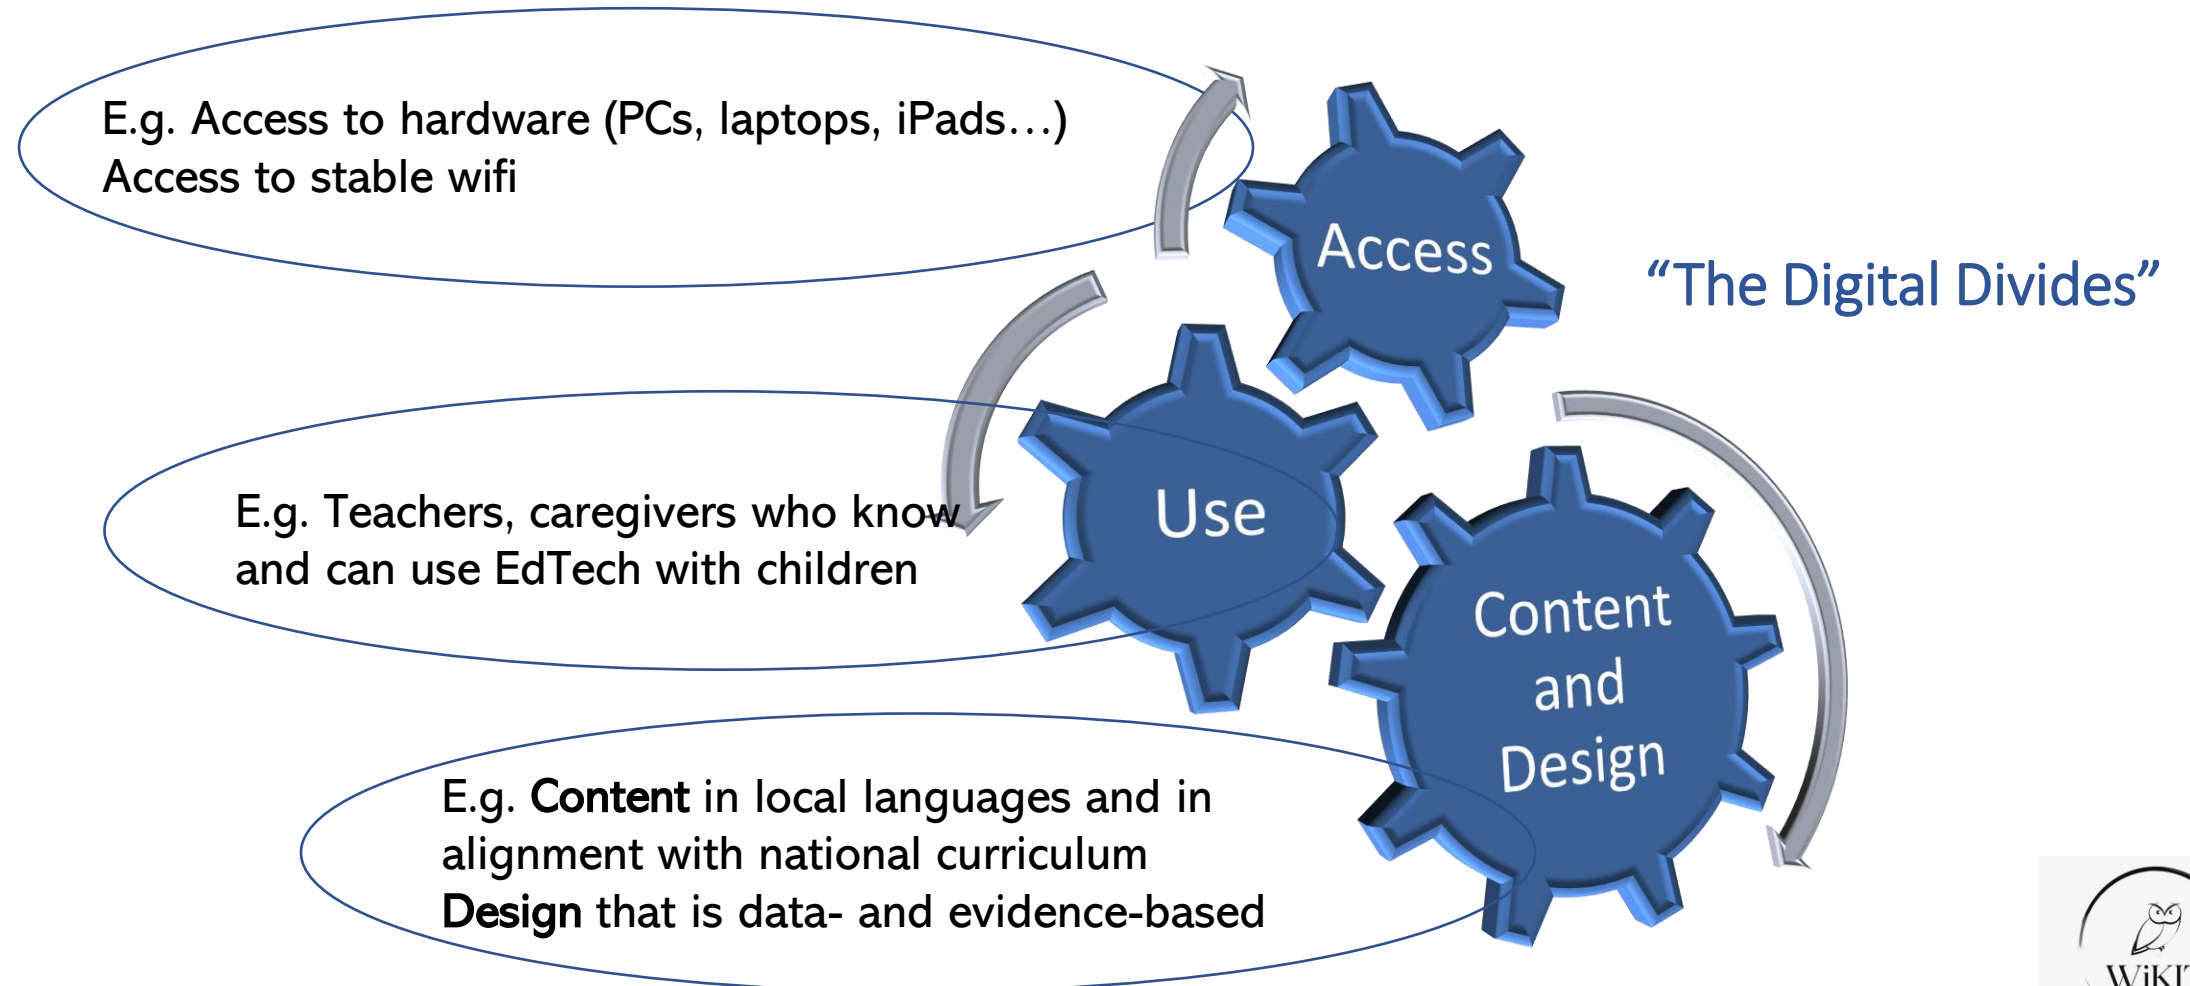 E.g. Access to hardware (PCs, laptops, iPads…)
Access to stable wifi
Access
“The Digital Divides”
E.g. Teachers, caregivers who know
and can use EdTech with children
Use
Content
and
Design
E.g. Content in local languages and in
alignment with national curriculum
Design that is data- and evidence-based